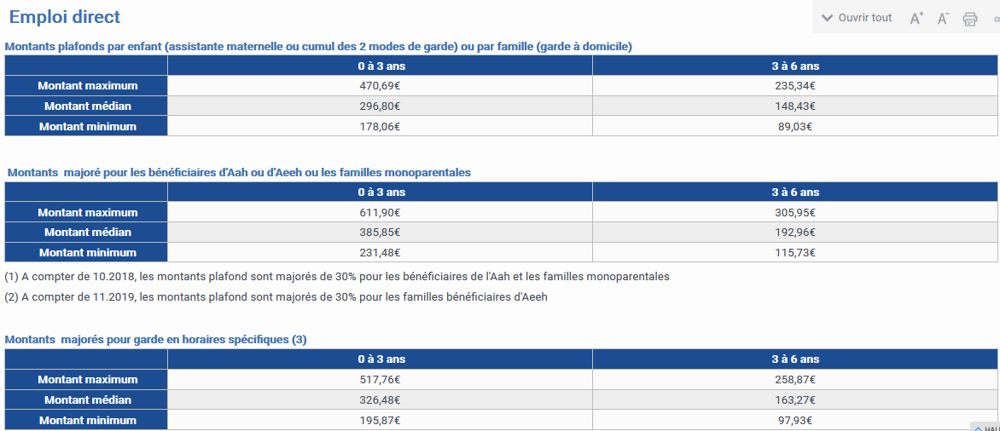 Emploi direct
Ouvrir tout A+ A-
Montants plafonds par enfant (assistante maternelle ou cumul des 2 modes de garde) ou par famille (garde à domicile)
0 à 3 ans 3 à 6 ans
Montant maximum 470,69€ 235,34€
Montant médian 296,80€ 148,43€
Montant minimum 178,06€ 89,03€
Montants majoré pour les bénéficiaires d'Aah ou d'Aeeh ou les familles monoparentales
0 à 3 ans 3 à 6 ans
Montant maximum 611,90€ 305,95€
Montant médian 385,85€ 192,96€
Montant minimum 231,48€ 115,73€
(1) A compter de 10.2018, les montants plafond sont majorés de 30% pour les bénéficiaires de l'Aah et les familles monoparentales
(2) A compter de 11.2019, les montants plafond sont majorés de 30% pour les familles bénéficiaires d'Aeeh
Montants majorés pour garde en horaires spécifiques (3)
0 à 3 ans 3 à 6 ans
Montant maximum 517,76€ 258,87€
Montant médian 326,48€ 163,27€
Montant minimum 195,87€ 97,93€